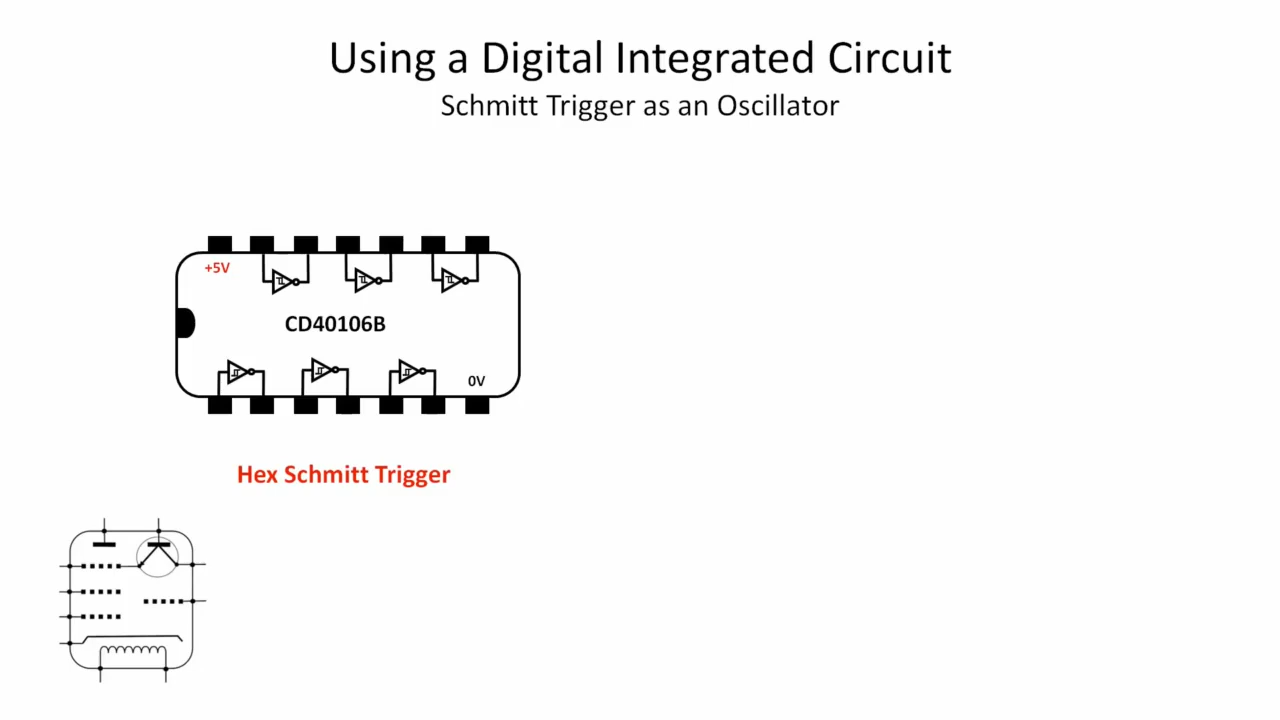 Using a Digital Integrated Circuit
Schmitt Trigger as an Oscillator
+5V
CD40106B
0V
Hex Schmitt Trigger